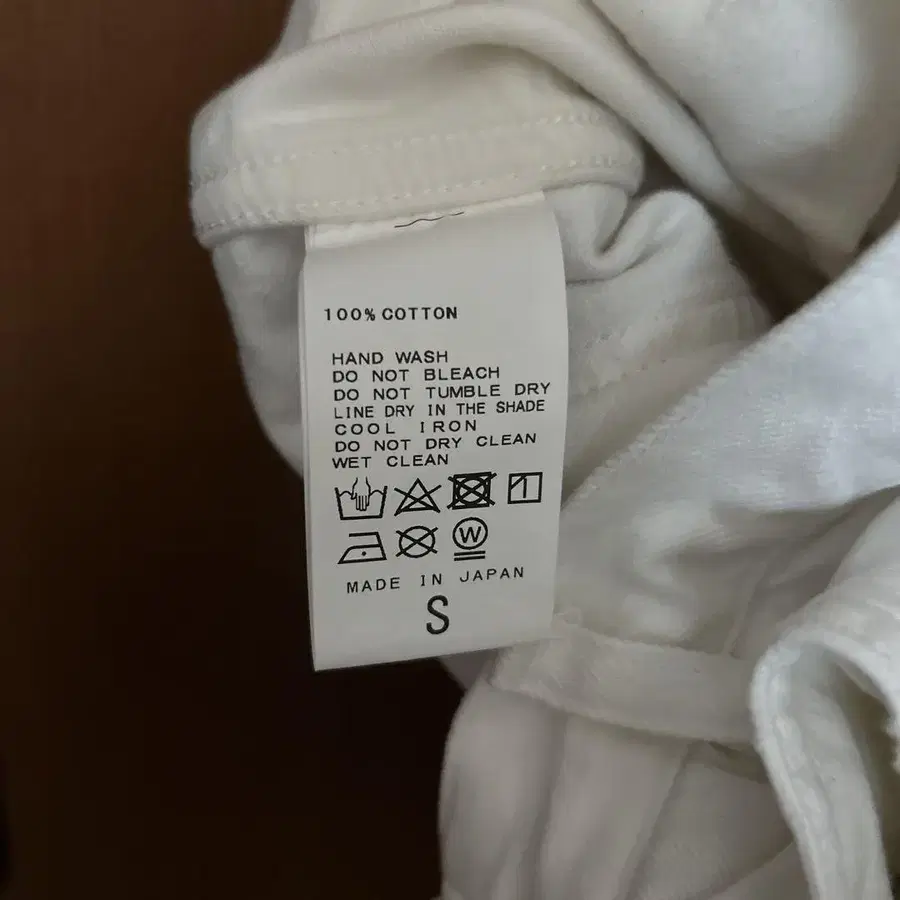 100% COTTON
HAND WASH
DO NOT BLEACH
DO NOT TUMBLE DRY
LINE DRY IN THE SHADE
COOL IRON
DO NOT DRY CLEAN
WET CLEAN
W
MADE IN JAPAN
S